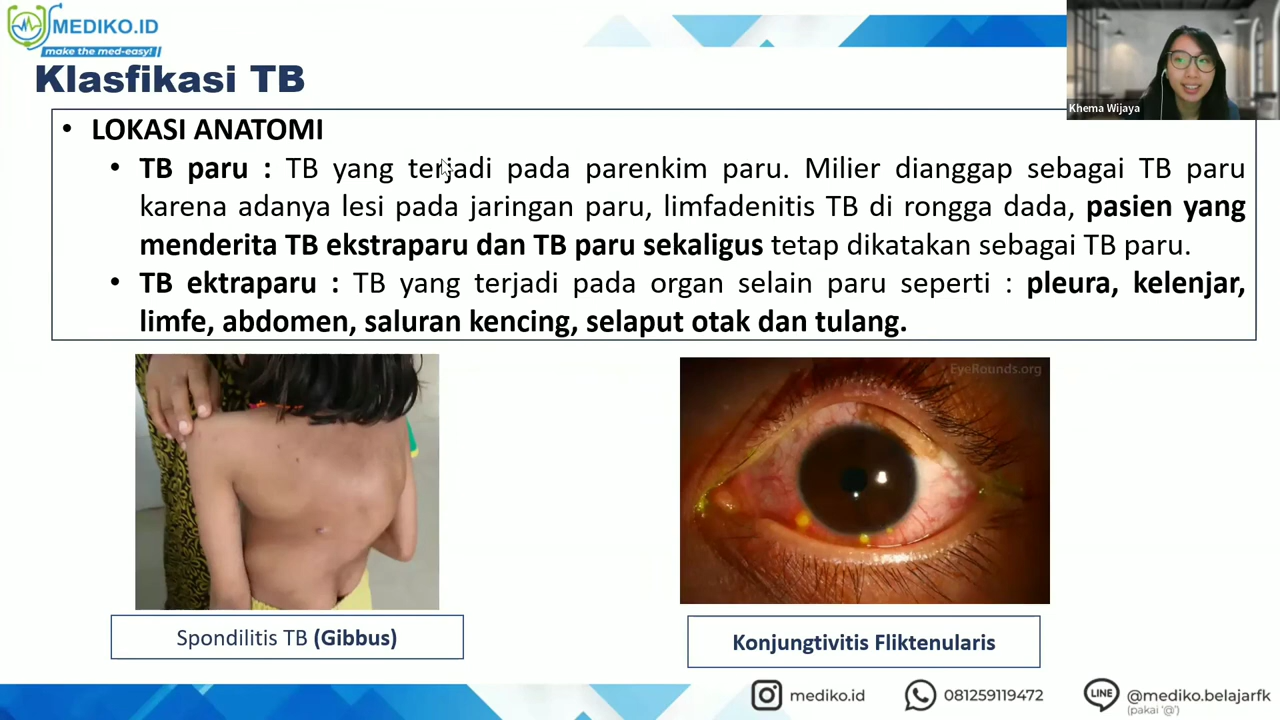 MEDIKO.ID
make the med-easy! |
Klasfikasi TB
Khema Wijaya
• LOKASI ANATOMI
• TB paru : TB yang terjadi pada parenkim paru. Milier dianggap sebagai TB paru
karena adanya lesi pada jaringan paru, limfadenitis TB di rongga dada, pasien yang
menderita TB ekstraparu dan TB paru sekaligus tetap dikatakan sebagai TB paru.
• TB ektraparu : TB yang terjadi pada organ selain paru seperti : pleura, kelenjar,
limfe, abdomen, saluran kencing, selaput otak dan tulang.
EyeRounds.org
Spondilitis TB (Gibbus)
Konjungtivitis Fliktenularis
mediko.id
081259119472
LINE
@mediko.belajarfk
(pakai '@')